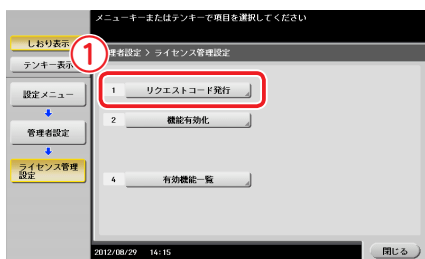 メニューキーまたはテンキーで項目を選択してください
しおり表示
テンキー表示
1
理者設定 > ライセンス管理設定
設定メニュー
管理者設定
ライセンス管理
設定
1 リクエストコード発行
2 機能有効化
4 有効機能一覧
2012/08/29 14:15
閉じる